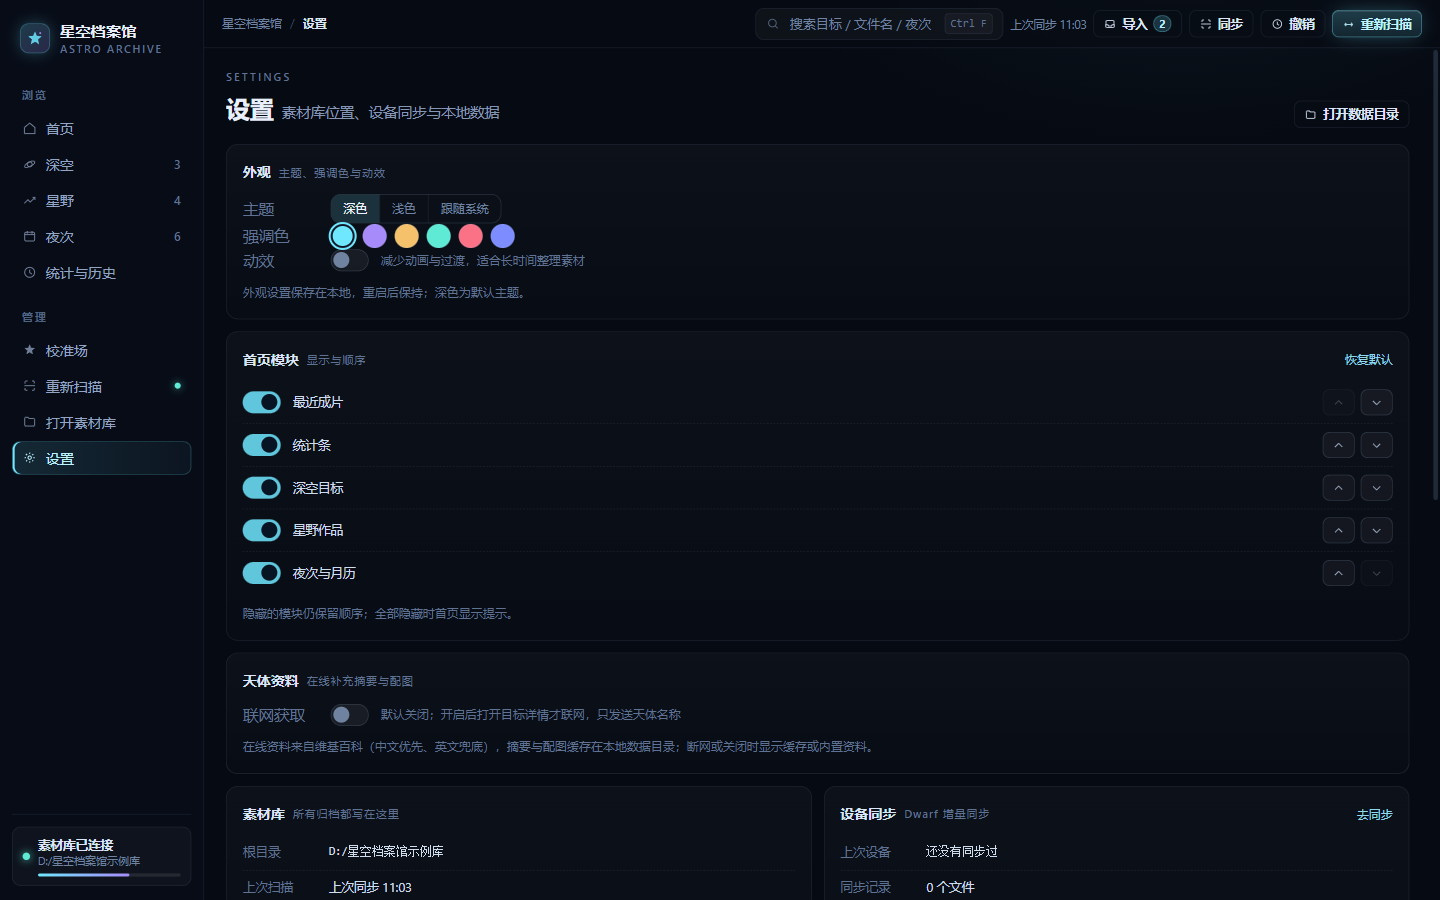 星空档案馆
ASTRO ARCHIVE
浏览
首页
深空 3
星野 4
夜次 6
统计与历史
管理
校准场
重新扫描
打开素材库
设置
素材库已连接
D:/星空档案馆示例库
星空档案馆 / 设置
搜索目标 / 文件名 / 夜次 Ctrl F
上次同步 11:03
导入 2
同步
撤销
重新扫描
SETTINGS
设置 素材库位置、设备同步与本地数据
打开数据目录
外观 主题、强调色与动效
主题 深色 浅色 跟随系统
强调色
动效 减少动画与过渡，适合长时间整理素材
外观设置保存在本地，重启后保持；深色为默认主题。
首页模块 显示与顺序 恢复默认
最近成片
统计条
深空目标
星野作品
夜次与月历
隐藏的模块仍保留顺序；全部隐藏时首页显示提示。
天体资料 在线补充摘要与配图
联网获取 默认关闭；开启后打开目标详情才联网，只发送天体名称
在线资料来自维基百科（中文优先、英文兜底），摘要与配图缓存在本地数据目录；断网或关闭时显示缓存或内置资料。
素材库 所有归档都写在这里
根目录 D:/星空档案馆示例库
上次扫描 上次同步 11:03
设备同步 Dwarf 增量同步 去同步
上次设备 还没有同步过
同步记录 0 个文件